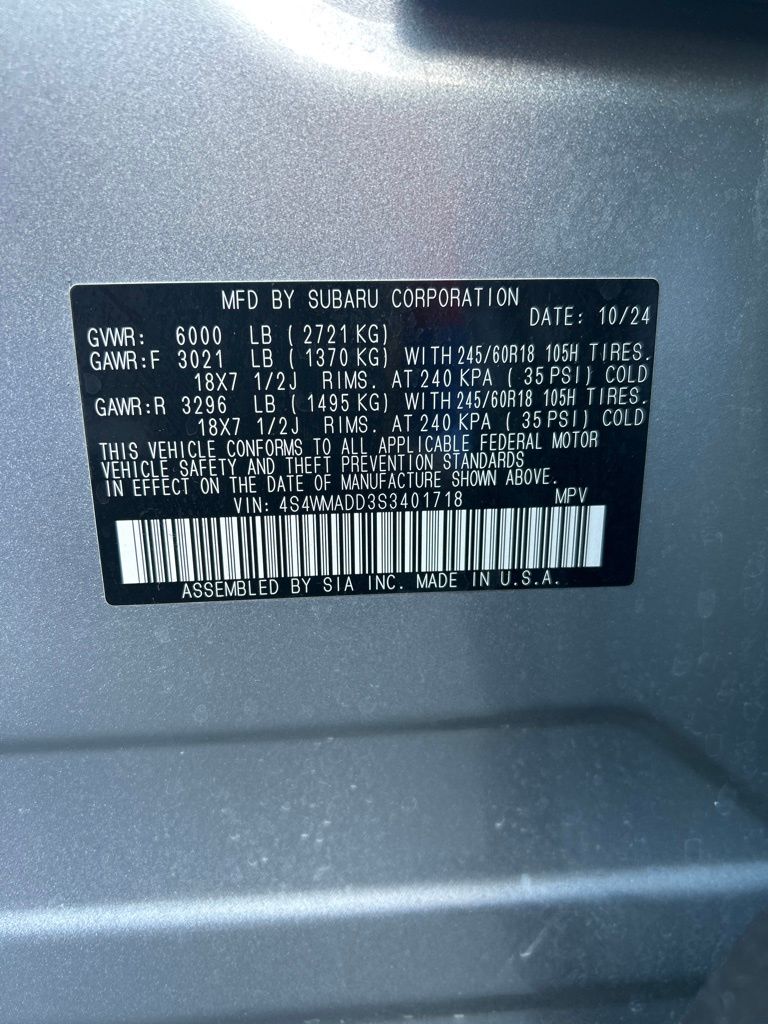 MFD BY SUBARU CORPORATION
DATE: 10/24
GVWR: 6000 LB ( 2721 KG)
GAWR:F 3021 LB ( 1370 KG) WITH 245/60R18 105H TIRES.
18X7 1/2J RIMS. AT 240 KPA ( 35 PSI) COLD
GAWR:R 3296 LB ( 1495 KG) WITH 245/60R18 105H TIRES.
18X7 1/2J RIMS. AT 240 KPA ( 35 PSI) COLD
THIS VEHICLE CONFORMS TO ALL APPLICABLE FEDERAL MOTOR
VEHICLE SAFETY AND THEFT PREVENTION STANDARDS
IN EFFECT ON THE DATE OF MANUFACTURE SHOWN ABOVE.
VIN: 4S4WMADD3S3401718 MPV
ASSEMBLED BY SIA INC. MADE IN U.S.A.